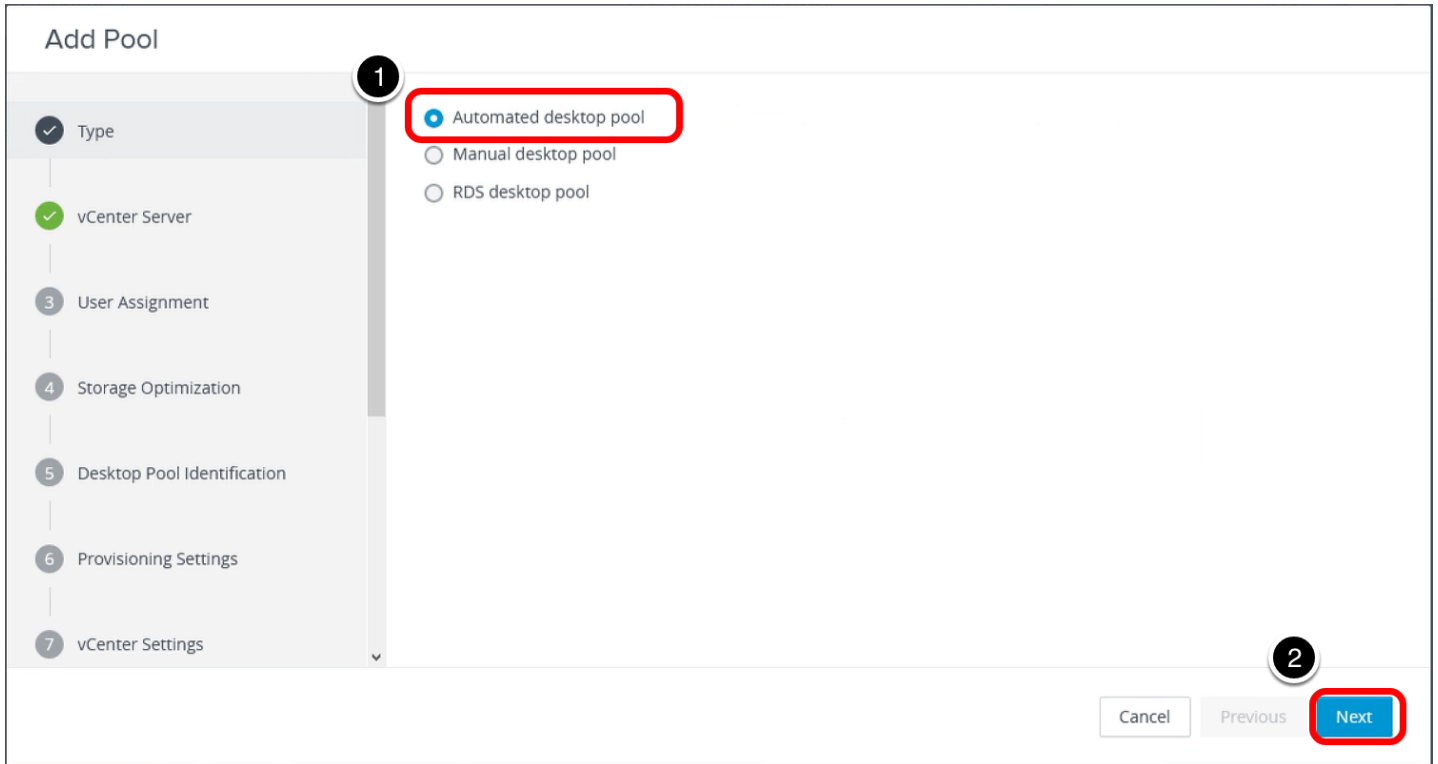 Add Pool
1
Type
vCenter Server
3 User Assignment
4 Storage Optimization
5 Desktop Pool Identification
6 Provisioning Settings
7 vCenter Settings
Automated desktop pool
Manual desktop pool
RDS desktop pool
2
Cancel Previous Next